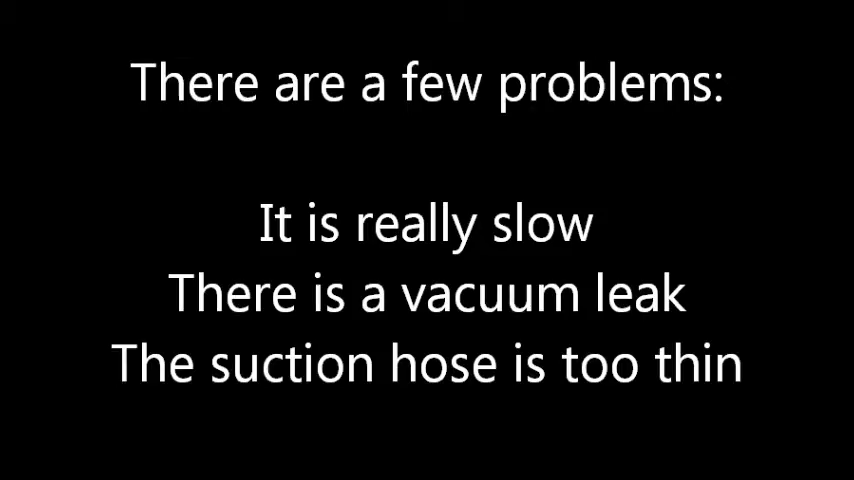 There are a few problems:
It is really slow
There is a vacuum leak
The suction hose is too thin